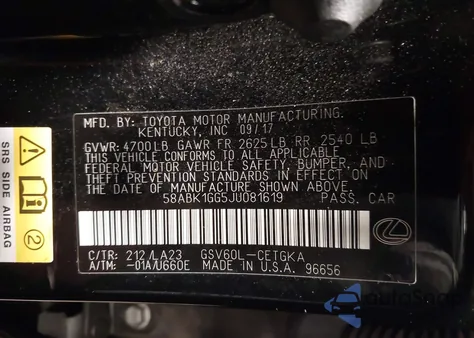 MFD. BY: TOYOTA MOTOR MANUFACTURING.
KENTUCKY, INC 09/17
GVWR: 4700LB GAWR FR 2625LB RR 2540 LB
THIS VEHICLE CONFORMS TO ALL APPLICABLE
FEDERAL MOTOR VEHICLE SAFETY, BUMPER, AND
THEFT PREVENTION STANDARDS IN EFFECT ON
THE DATE OF MANUFACTURE SHOWN ABOVE.
58ABK1GG5JU081619 PASS. CAR
C/TR: 212/LA23 GSV60L-CETGKA
A/TM: -01A/U660E MADE IN U.S.A. 96656
SRS SIDE AIRBAG
2